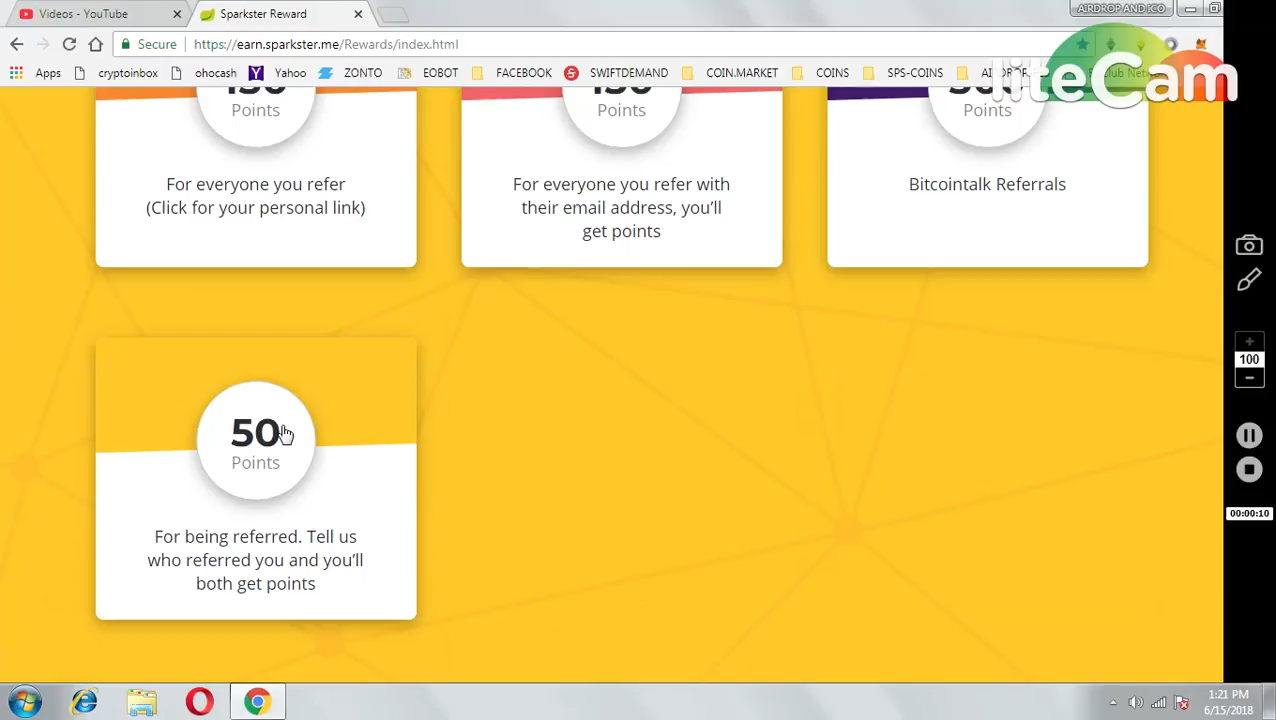 Videos - YouTube
Sparkster Reward
AIRDROP AND ICO
Secure
https://earn.sparkster.me/Rewards/index.html
Apps
cryptoinbox
ohocash
Yahoo
ZONTO
EOBOT
FACEBOOK
SWIFTDEMAND
COIN.MARKET
COINS
SPS-COINS
liteCam
150
Points
150
Points
Points
For everyone you refer
(Click for your personal link)
For everyone you refer with
their email address, you'll
get points
Bitcointalk Referrals
50
Points
For being referred. Tell us
who referred you and you'll
both get points
100
00:00:10
1:21 PM
6/15/2018